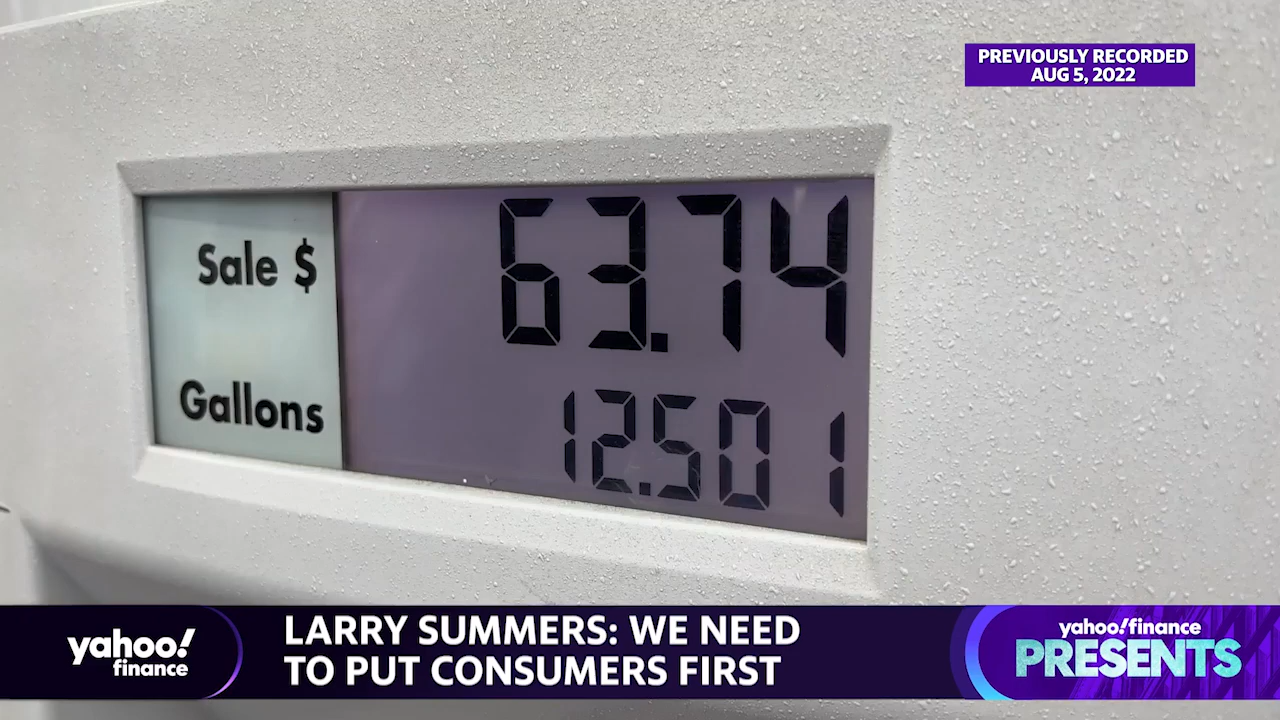 PREVIOUSLY RECORDED
AUG 5, 2022
Sale $
63.74
Gallons
12.501
yahoo!
finance
LARRY SUMMERS: WE NEED
TO PUT CONSUMERS FIRST
yahoo!finance
PRESENTS